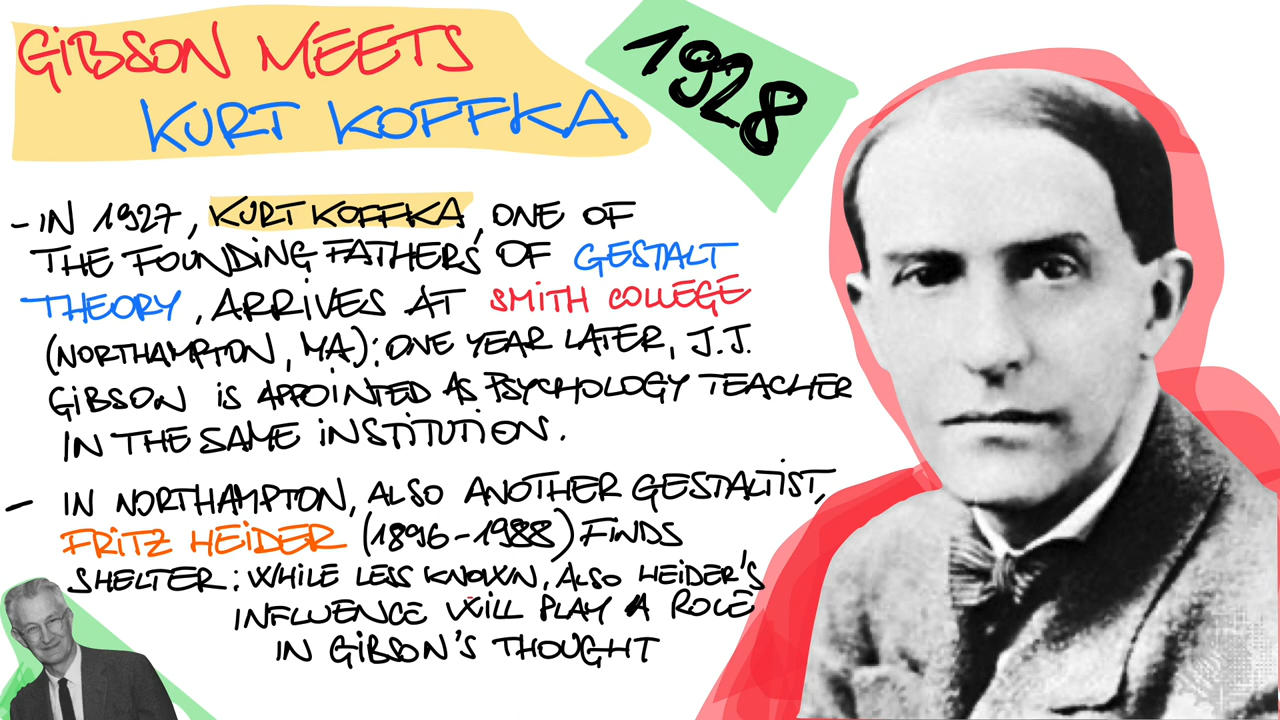 GIBSON MEETS
KURT KOFFKA
1928
- IN 1927, KURT KOFFKA, ONE OF
THE FOUNDING FATHERS OF GESTALT
THEORY, ARRIVES AT SMITH COLLEGE
(NORTHAMPTON, MA): ONE YEAR LATER, J.J.
GIBSON IS APPOINTED AS PSYCHOLOGY TEACHER
IN THE SAME INSTITUTION.
- IN NORTHAMPTON, ALSO ANOTHER GESTALTIST,
FRITZ HEIDER (1896-1988) FINDS
SHELTER: WHILE LESS KNOWN, ALSO HEIDER'S
INFLUENCE WILL PLAY A ROLE
IN GIBSON'S THOUGHT